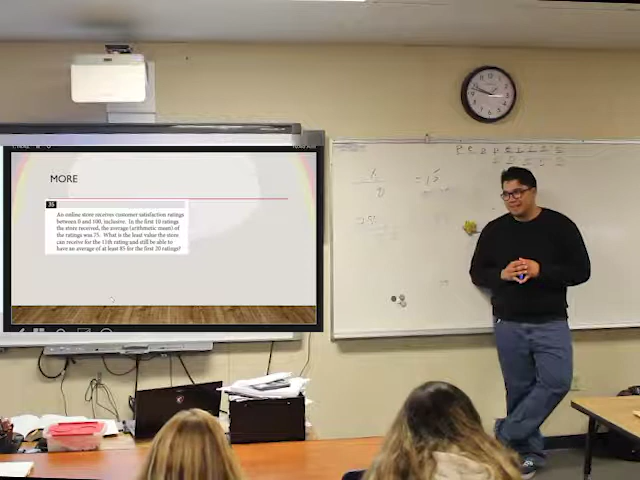 MORE
35
An online store receives customer satisfaction ratings
between 0 and 100, inclusive. In the first 10 ratings
the store received, the average (arithmetic mean) of
the ratings was 75. What is the least value the store
can receive for the 11th rating and still be able to
have an average of at least 85 for the first 20 ratings?
= 15
8